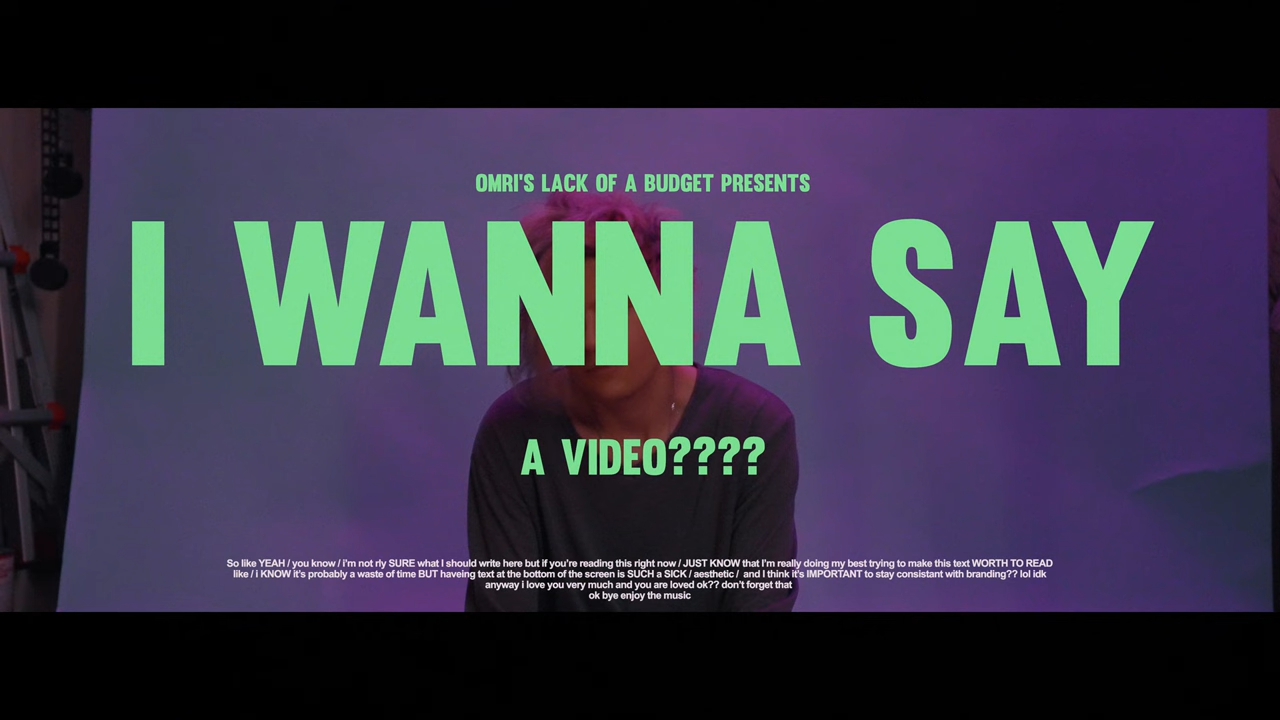 OMRI'S LACK OF A BUDGET PRESENTS
I WANNA SAY
A VIDEO????
So like YEAH / you know / i'm not rly SURE what I should write here but if you're reading this right now / JUST KNOW that I'm really doing my best trying to make this text WORTH TO READ
like / i KNOW it's probably a waste of time BUT haveing text at the bottom of the screen is SUCH a SICK / aesthetic / and I think it's IMPORTANT to stay consistant with branding?? lol idk
anyway i love you very much and you are loved ok?? don't forget that
ok bye enjoy the music